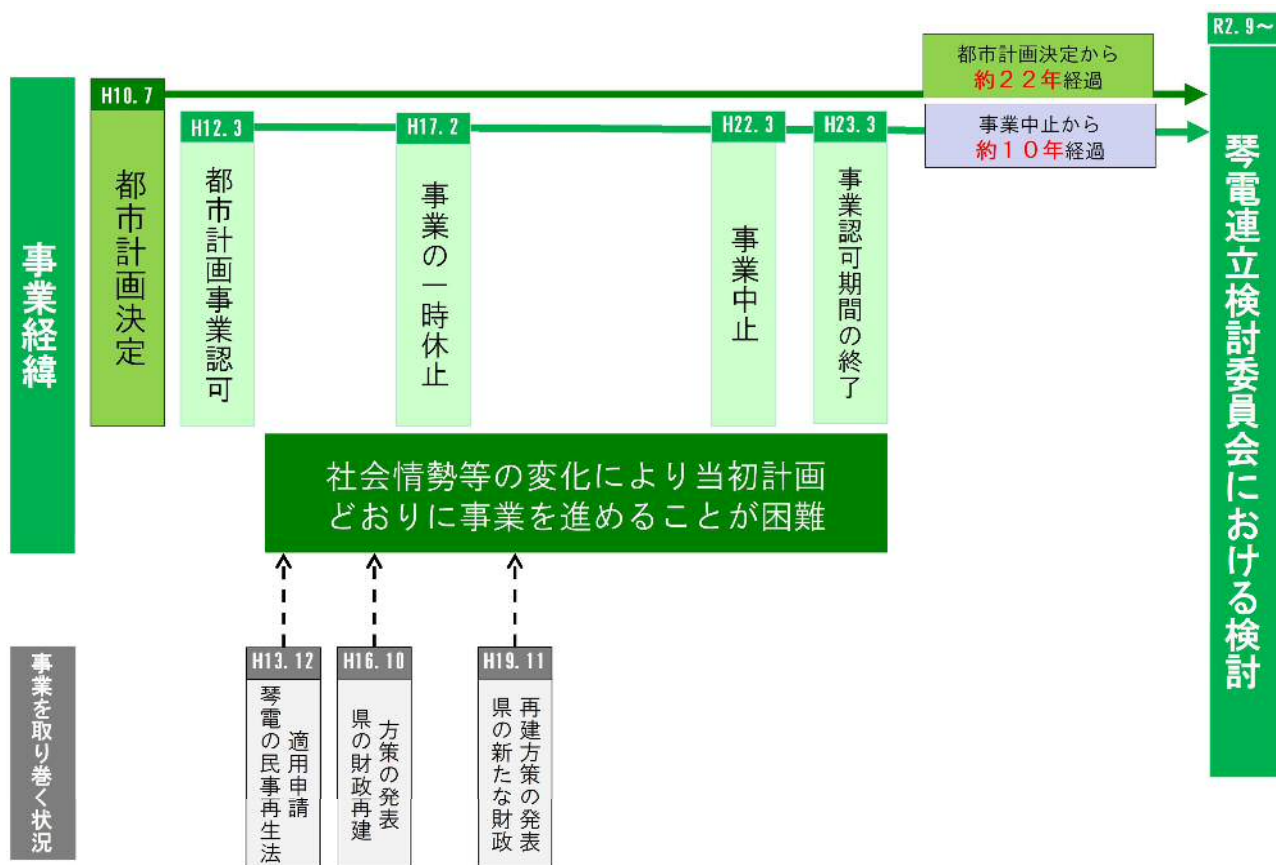 R2.9～
琴電連立検討委員会における検討
都市計画決定から
約２２年経過
事業中止から
約１０年経過
事業経緯
H10.7
都市計画決定
H12.3
都市計画事業認可
H17.2
事業の一時休止
H22.3
事業中止
H23.3
事業認可期間の終了
社会情勢等の変化により当初計画
どおりに事業を進めることが困難
事業を取り巻く状況
H13.12
琴電の民事再生法
適用申請
H16.10
県の財政再建
方策の発表
H19.11
県の新たな財政
再建方策の発表